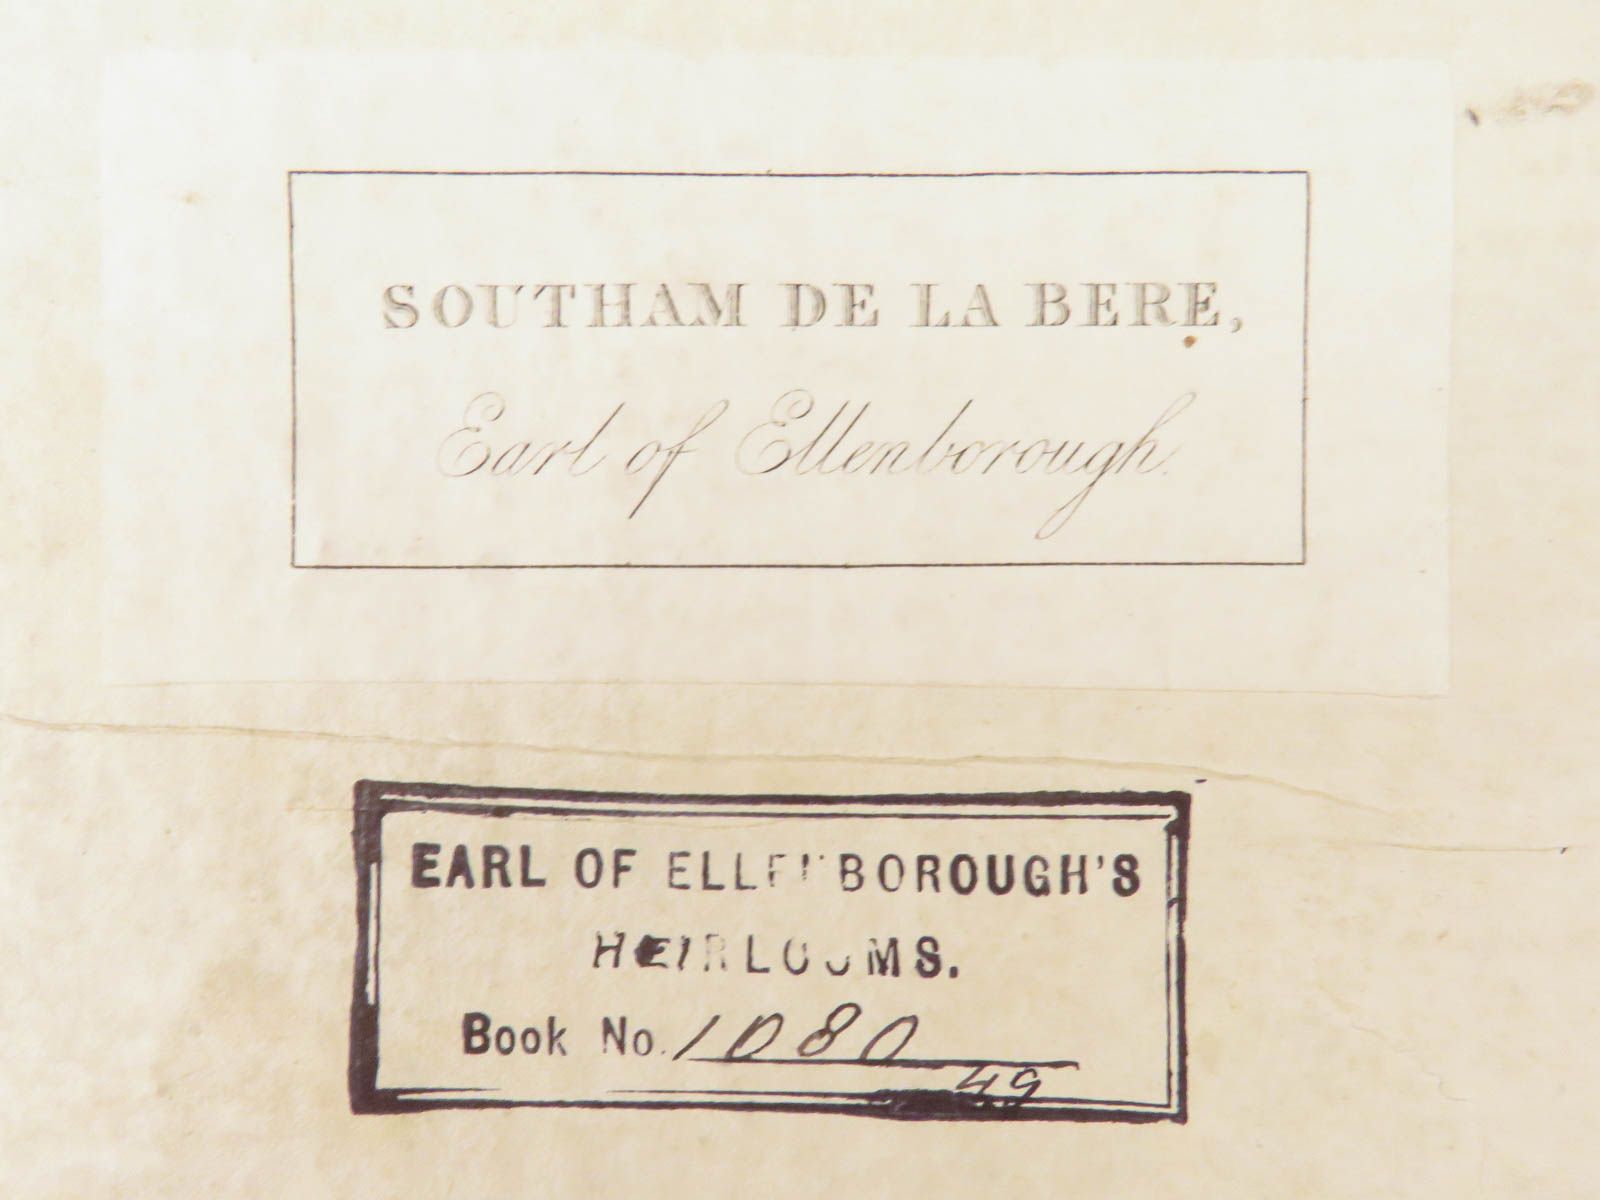 SOUTHAM DE LA BERE,
Earl of Ellenborough.
EARL OF ELLENBOROUGH'S
HEIRLOOMS.
Book No. 1080
49